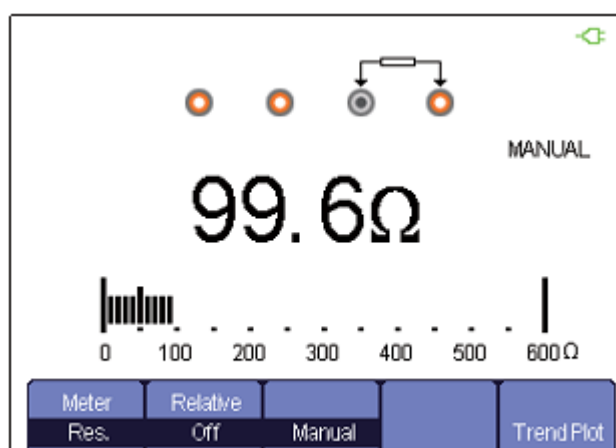 MANUAL
99.6Ω
0 100 200 300 400 500 600Ω
Meter Relative
Res. Off Manual Trend Plot